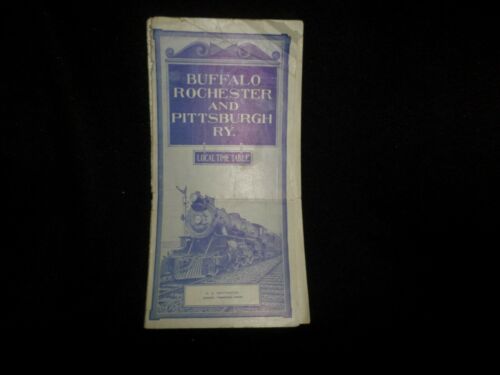 BUFFALO
ROCHESTER
AND
PITTSBURGH
RY.
LOCAL TIME TABLE